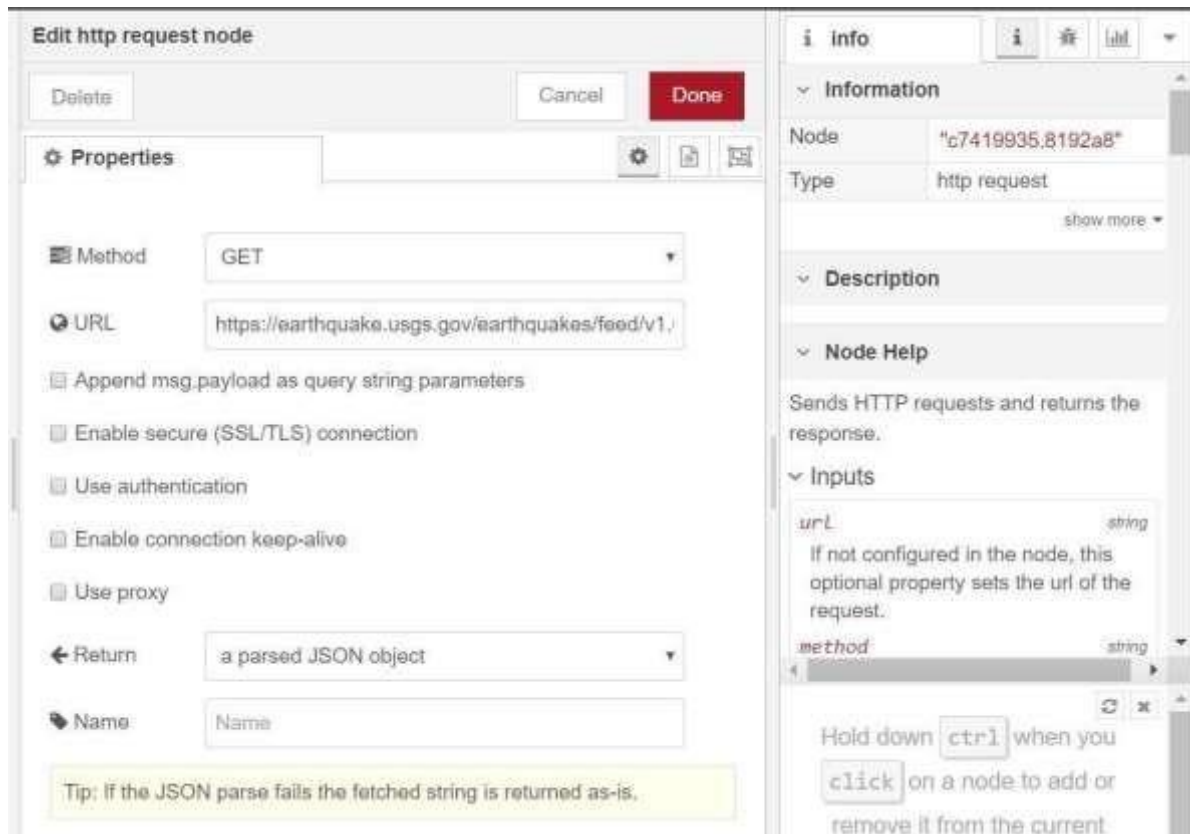 Edit http request node
Delete
Cancel
Done
Properties
Method
GET
URL
https://earthquake.usgs.gov/earthquakes/feed/v1.
Append msg.payload as query string parameters
Enable secure (SSL/TLS) connection
Use authentication
Enable connection keep-alive
Use proxy
Return
a parsed JSON object
Name
Name
Tip: If the JSON parse fails the fetched string is returned as-is.
i info
i
Information
Node
"c7419935.8192a8"
Type
http request
show more
Description
Node Help
Sends HTTP requests and returns the
response.
Inputs
url
string
If not configured in the node, this
optional property sets the url of the
request.
method
string
Hold down ctrl when you
click on a node to add or
remove it from the current